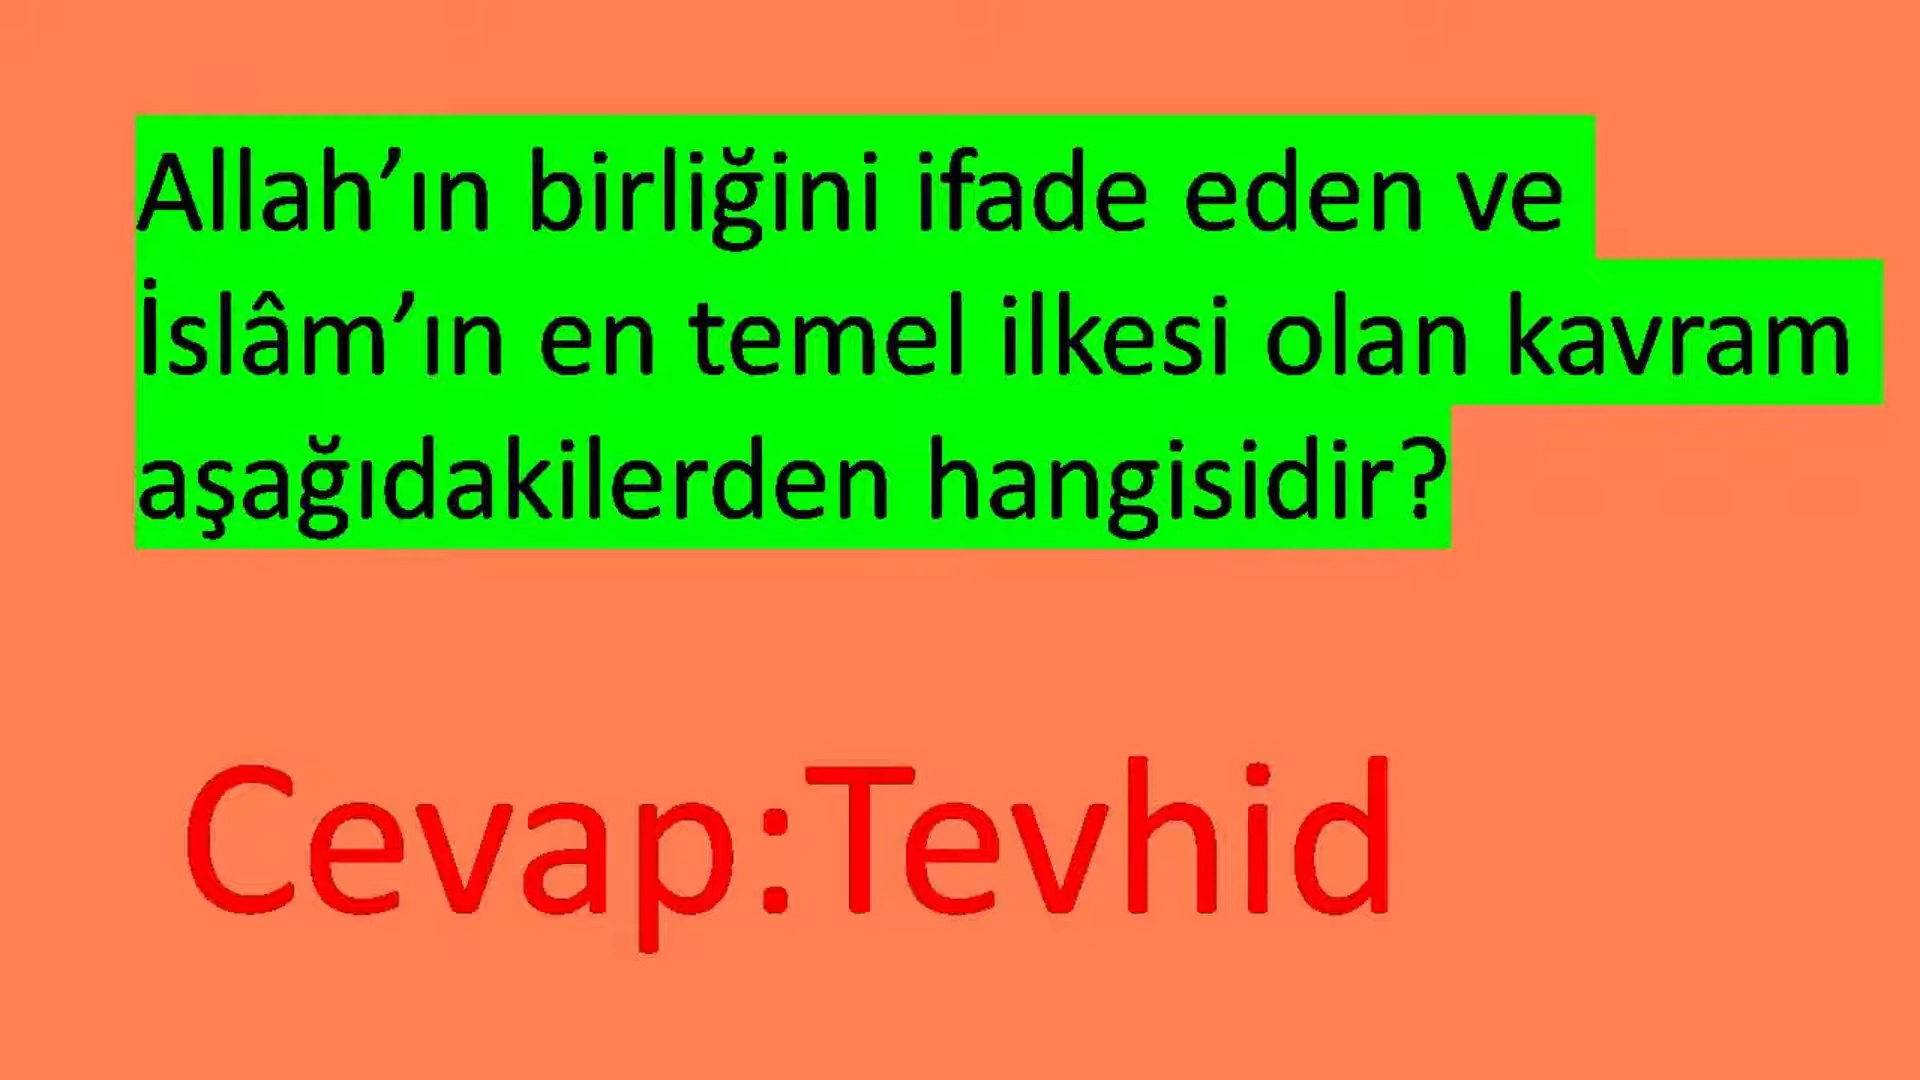 Allah’ın birliğini ifade eden ve
İslâm’ın en temel ilkesi olan kavram
aşağıdakilerden hangisidir?
Cevap:Tevhid